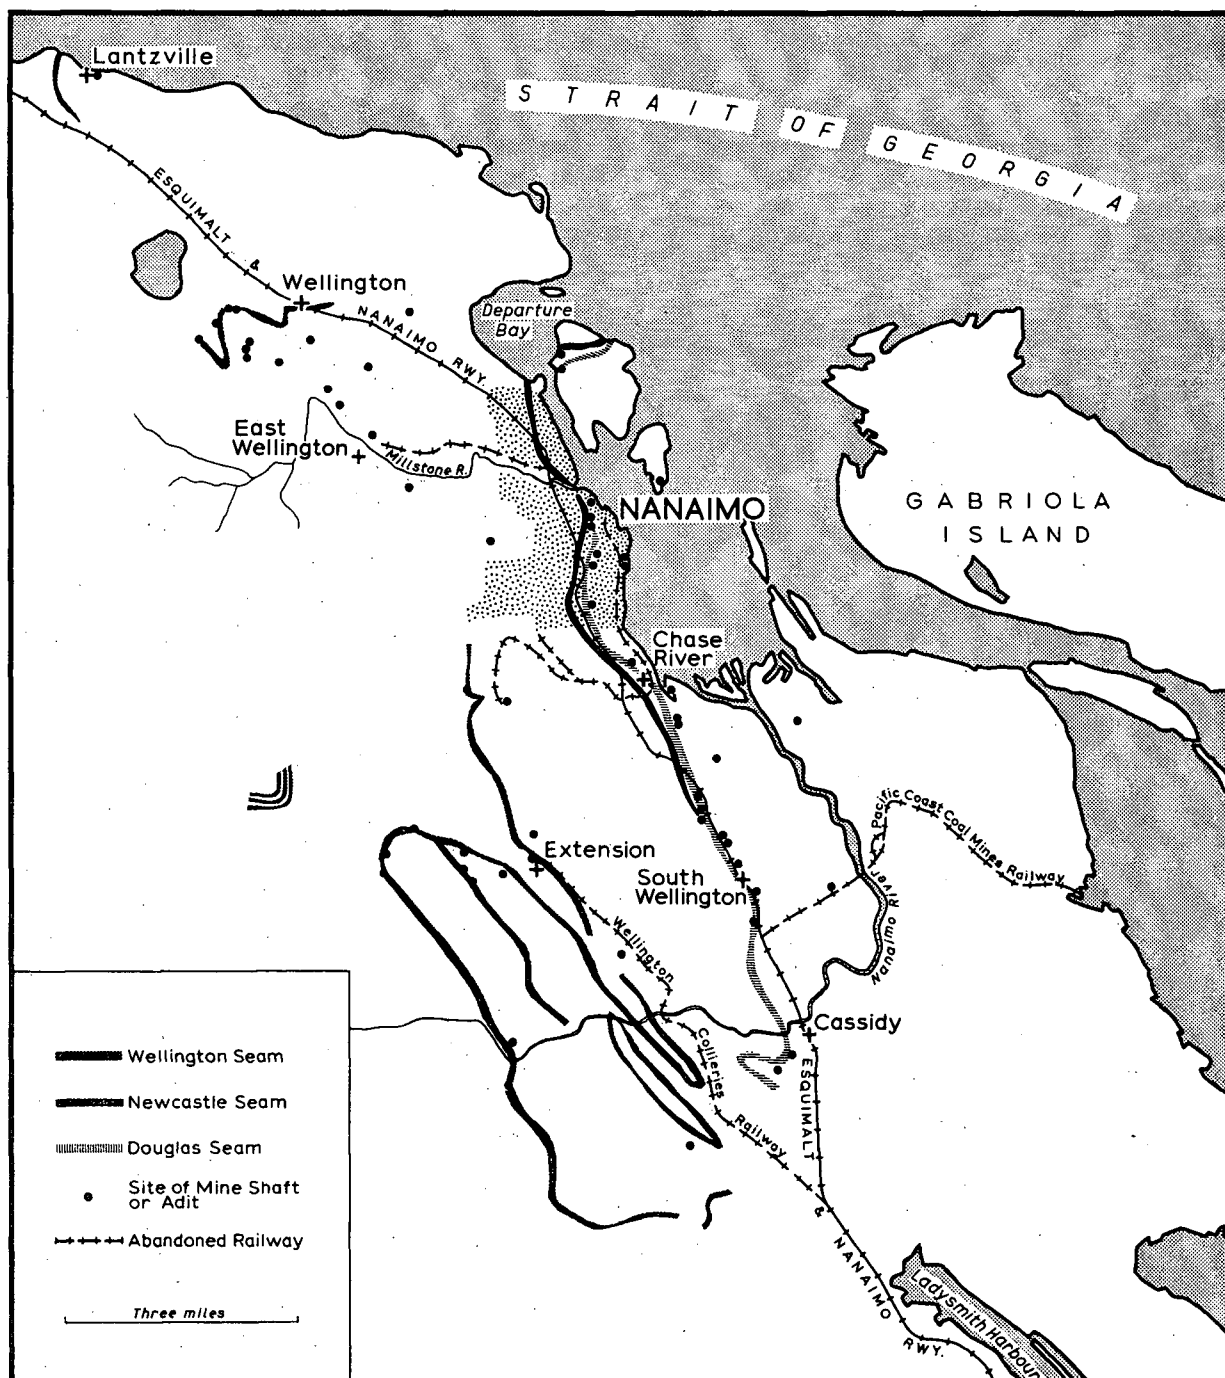 Lantzville
STRAIT OF GEORGIA
ESQUIMALT & NANAIMO RWY.
Wellington
Departure
Bay
East
Wellington
Millstone R.
NANAIMO
GABRIOLA
ISLAND
Chase
River
Pacific Coast Coal Mines Railway
Extension
South
Wellington
Nanaimo River
Wellington Collieries Railway
Cassidy
ESQUIMALT & NANAIMO RWY.
Ladysmith Harbour
Wellington Seam
Newcastle Seam
Douglas Seam
Site of Mine Shaft
or Adit
Abandoned Railway
Three miles